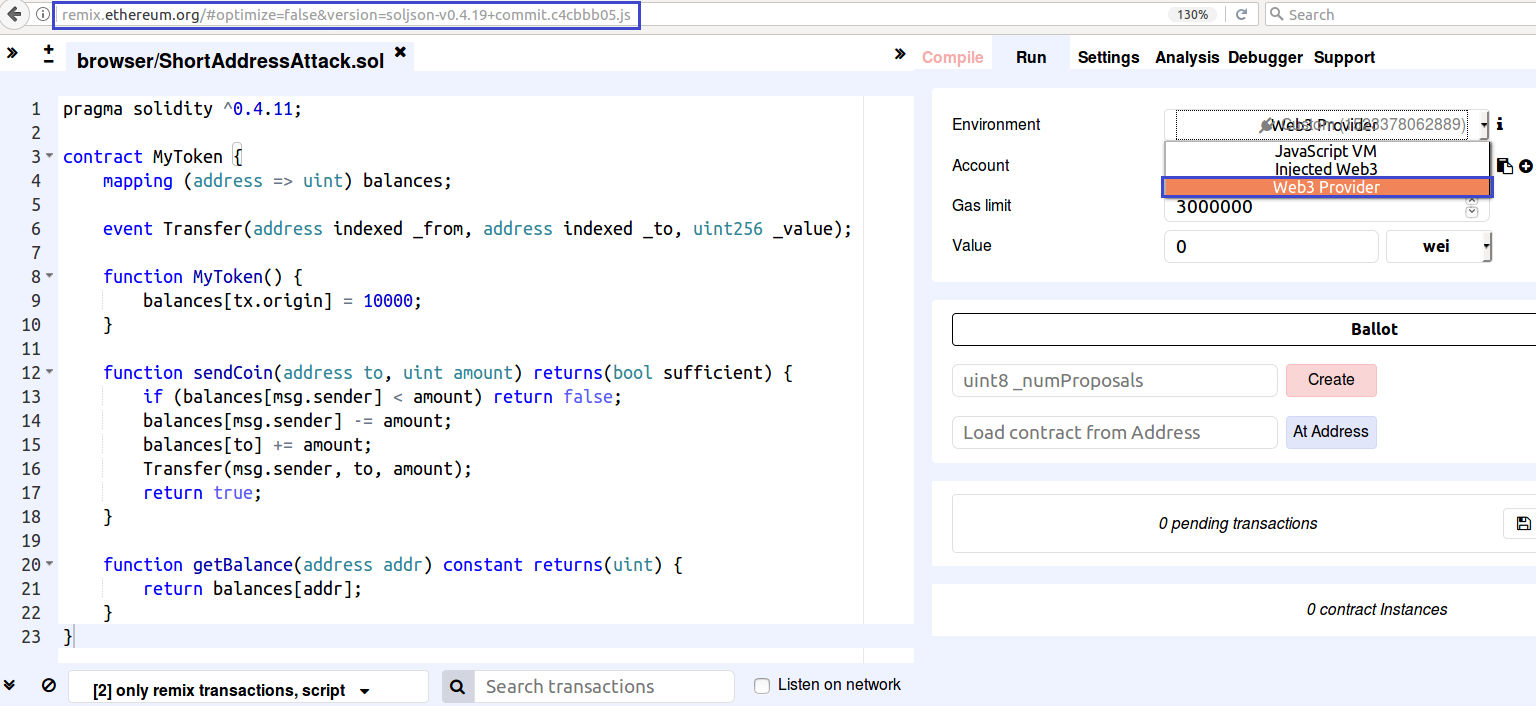 remix.ethereum.org/#optimize=false&version=soljson-v0.4.19+commit.c4cbbb05.js 130% Search
browser/ShortAddressAttack.sol
Compile Run Settings Analysis Debugger Support
1 pragma solidity ^0.4.11;
2
3 contract MyToken {
4 mapping (address => uint) balances;
5
6 event Transfer(address indexed _from, address indexed _to, uint256 _value);
7
8 function MyToken() {
9 balances[tx.origin] = 10000;
10 }
11
12 function sendCoin(address to, uint amount) returns(bool sufficient) {
13 if (balances[msg.sender] < amount) return false;
14 balances[msg.sender] -= amount;
15 balances[to] += amount;
16 Transfer(msg.sender, to, amount);
17 return true;
18 }
19
20 function getBalance(address addr) constant returns(uint) {
21 return balances[addr];
22 }
23 }
Environment Web3 Provider
JavaScript VM
Injected Web3
Web3 Provider
Account
Gas limit 3000000
Value 0 wei
Ballot
uint8 _numProposals Create
Load contract from Address At Address
0 pending transactions
0 contract Instances
[2] only remix transactions, script Search transactions Listen on network